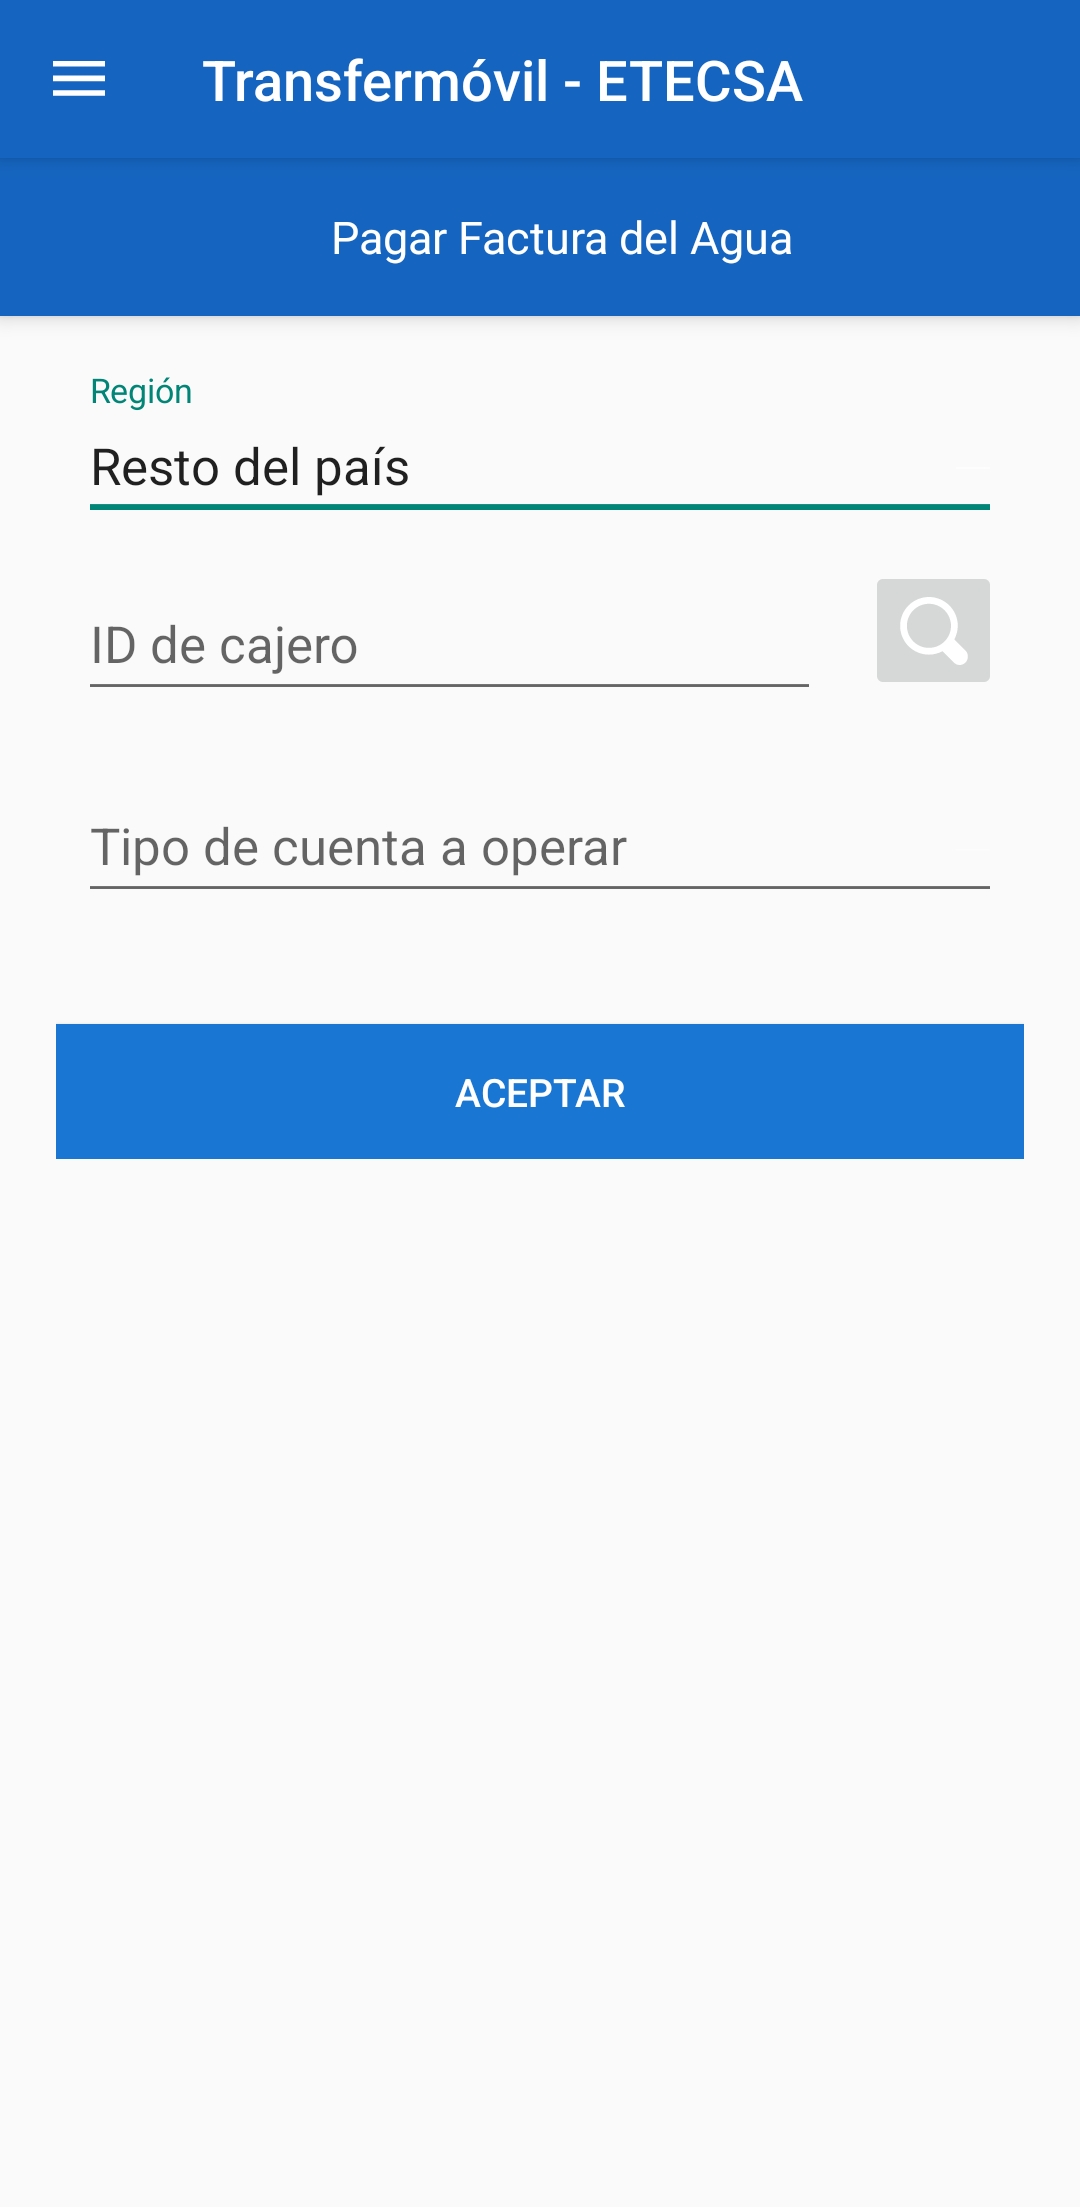 Transfermóvil - ETECSA
Pagar Factura del Agua
Región
Resto del país
ID de cajero
Tipo de cuenta a operar
ACEPTAR